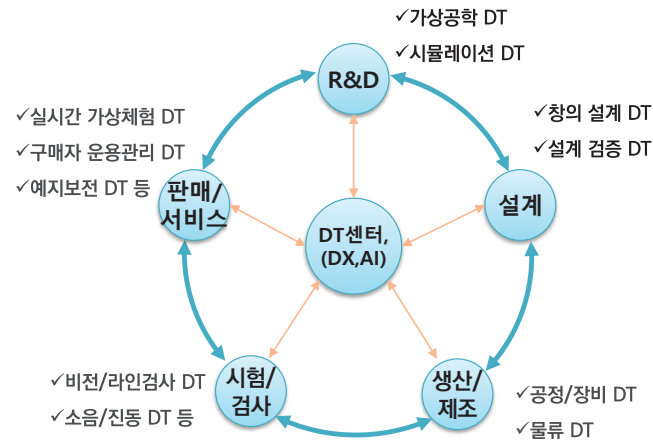 ✓가상공학 DT
✓시뮬레이션 DT
R&D
✓실시간 가상체험 DT
✓구매자 운용관리 DT
✓예지보전 DT 등
✓창의 설계 DT
✓설계 검증 DT
판매/
서비스
설계
DT센터,
(DX,AI)
✓비전/라인검사 DT
✓소음/진동 DT 등
시험/
검사
생산/
제조
✓공정/장비 DT
✓물류 DT